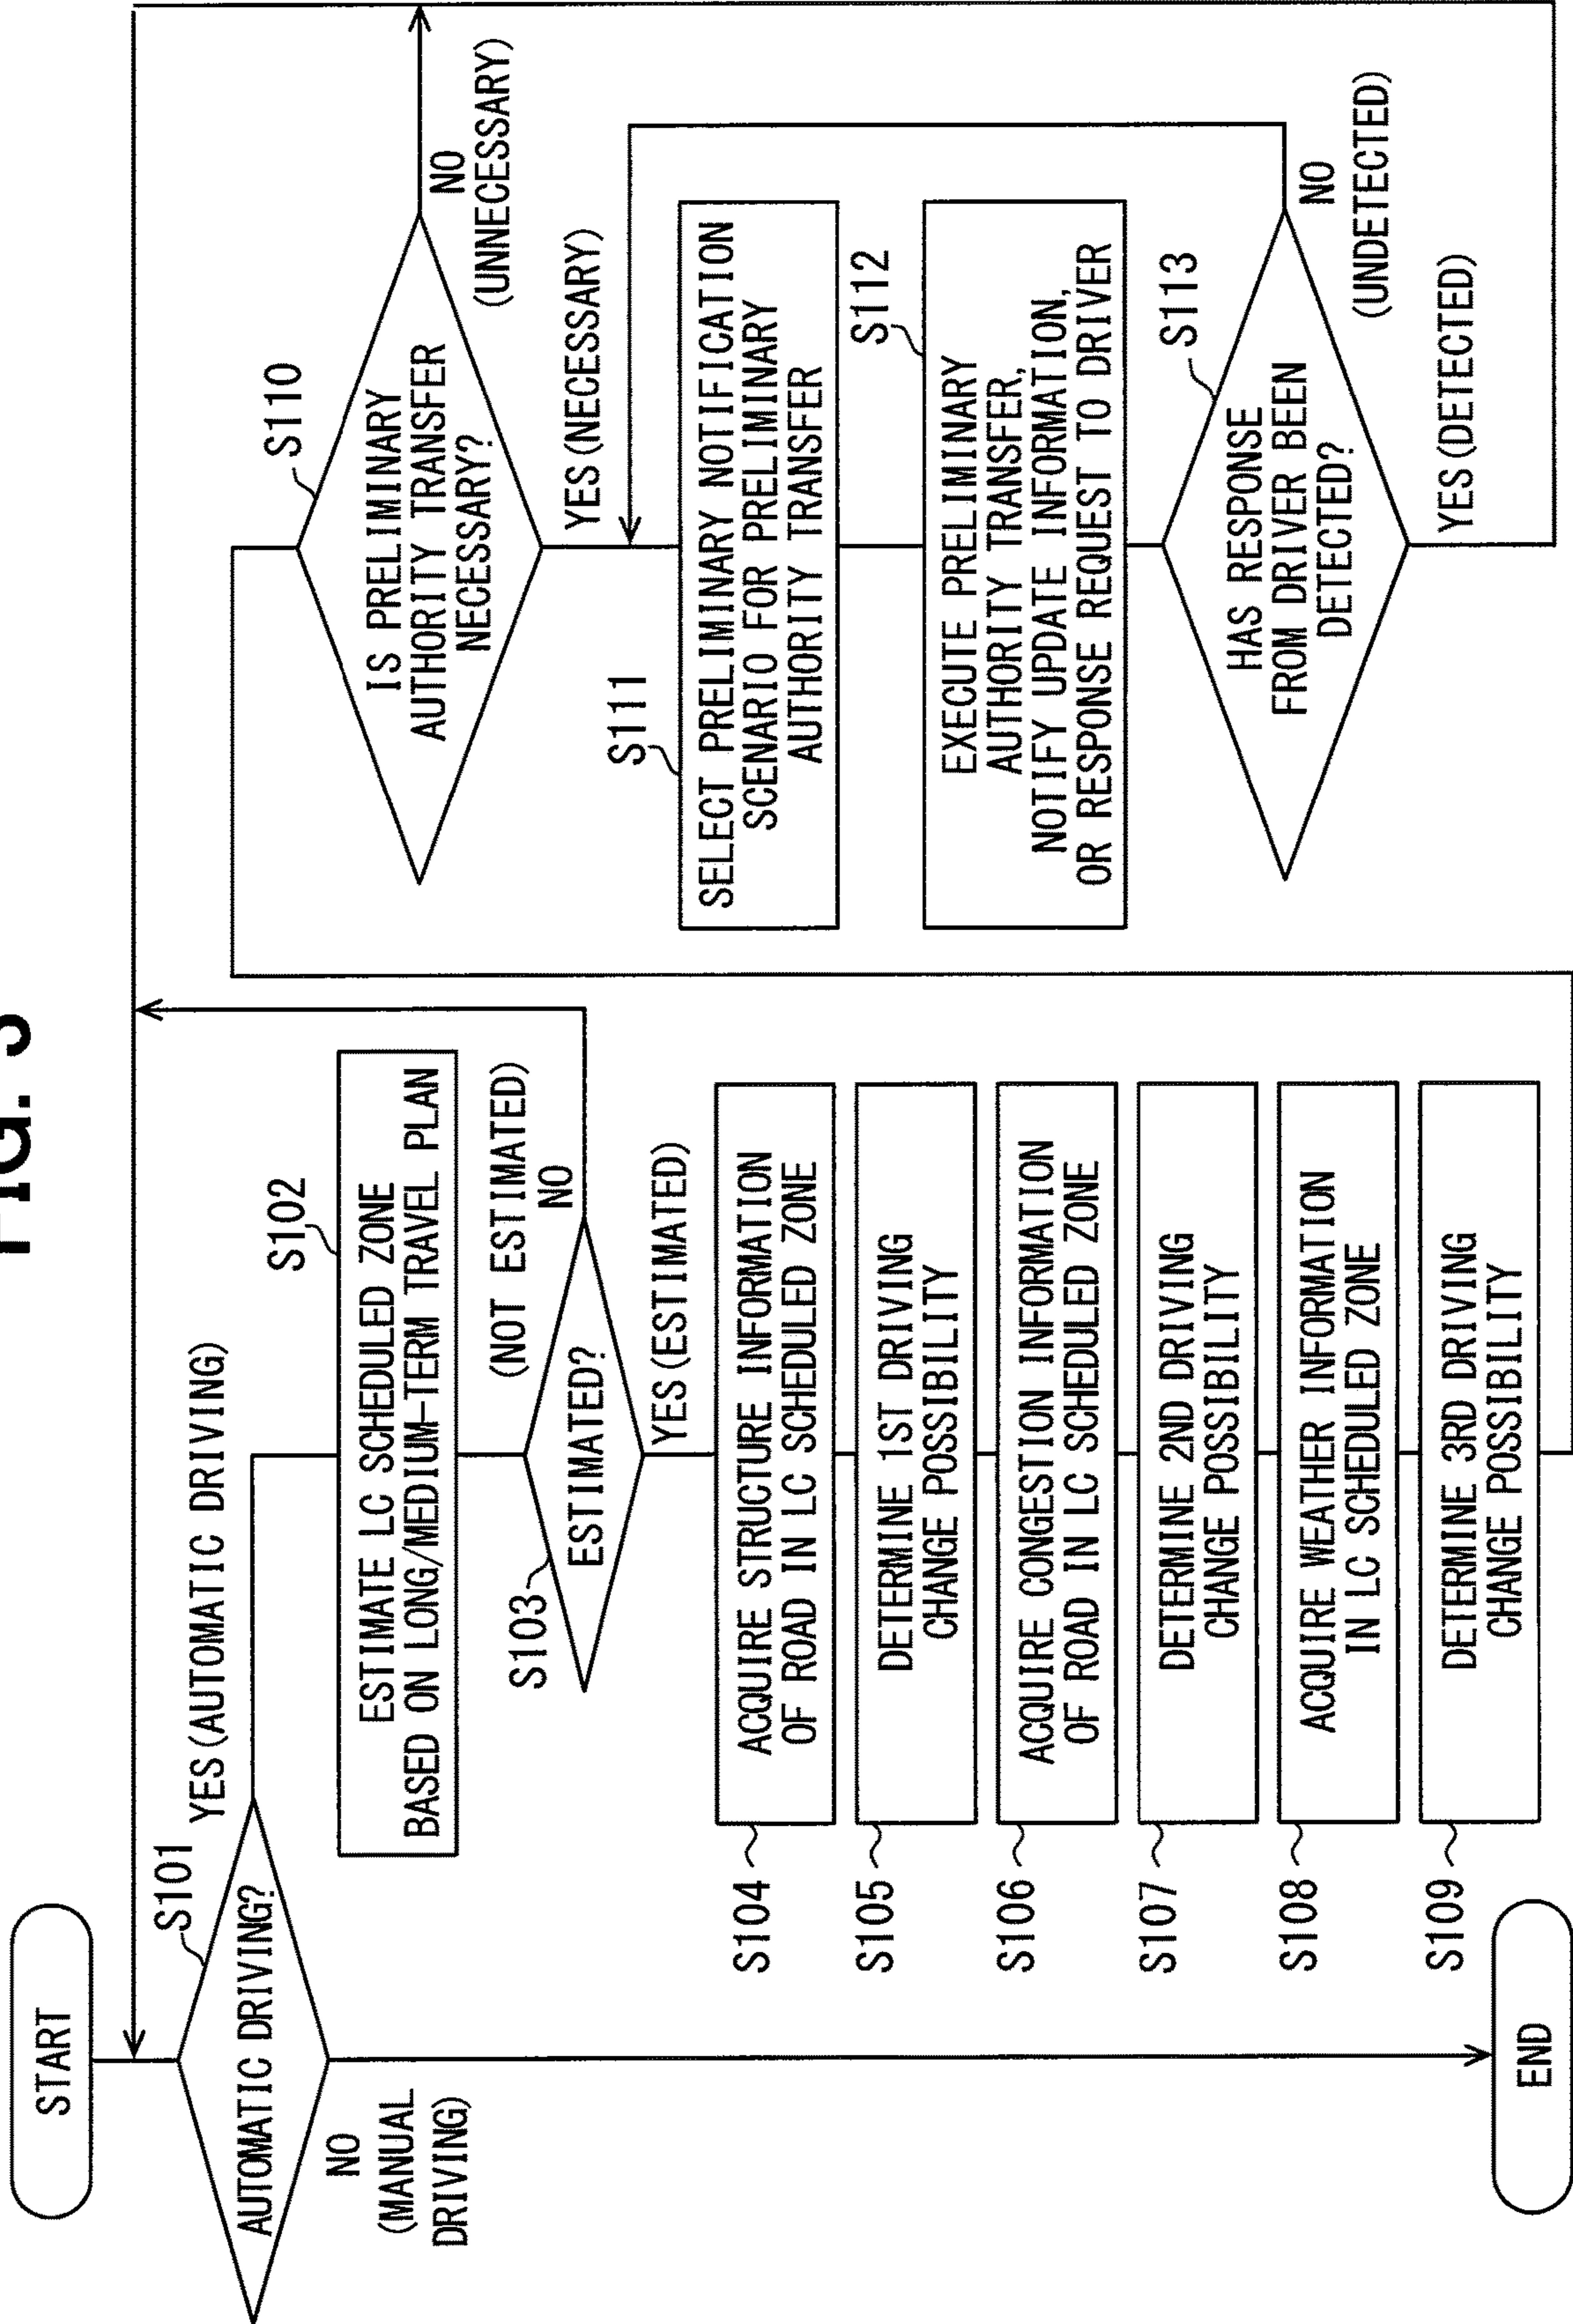 FIG. 3
START
S101
AUTOMATIC DRIVING?
YES(AUTOMATIC DRIVING)
NO
(MANUAL
DRIVING)
S102
ESTIMATE LC SCHEDULED ZONE
BASED ON LONG/MEDIUM-TERM TRAVEL PLAN
S103
ESTIMATED?
(NOT ESTIMATED)
NO
YES(ESTIMATED)
S104
ACQUIRE STRUCTURE INFORMATION
OF ROAD IN LC SCHEDULED ZONE
S105
DETERMINE 1ST DRIVING
CHANGE POSSIBILITY
S106
ACQUIRE CONGESTION INFORMATION
OF ROAD IN LC SCHEDULED ZONE
S107
DETERMINE 2ND DRIVING
CHANGE POSSIBILITY
S108
ACQUIRE WEATHER INFORMATION
IN LC SCHEDULED ZONE
S109
DETERMINE 3RD DRIVING
CHANGE POSSIBILITY
END
S110
IS PRELIMINARY
AUTHORITY TRANSFER
NECESSARY?
NO
(UNNECESSARY)
YES(NECESSARY)
S111
SELECT PRELIMINARY NOTIFICATION
SCENARIO FOR PRELIMINARY
AUTHORITY TRANSFER
S112
EXECUTE PRELIMINARY
AUTHORITY TRANSFER,
NOTIFY UPDATE INFORMATION,
OR RESPONSE REQUEST TO DRIVER
S113
HAS RESPONSE
FROM DRIVER BEEN
DETECTED?
NO
(UNDETECTED)
YES(DETECTED)